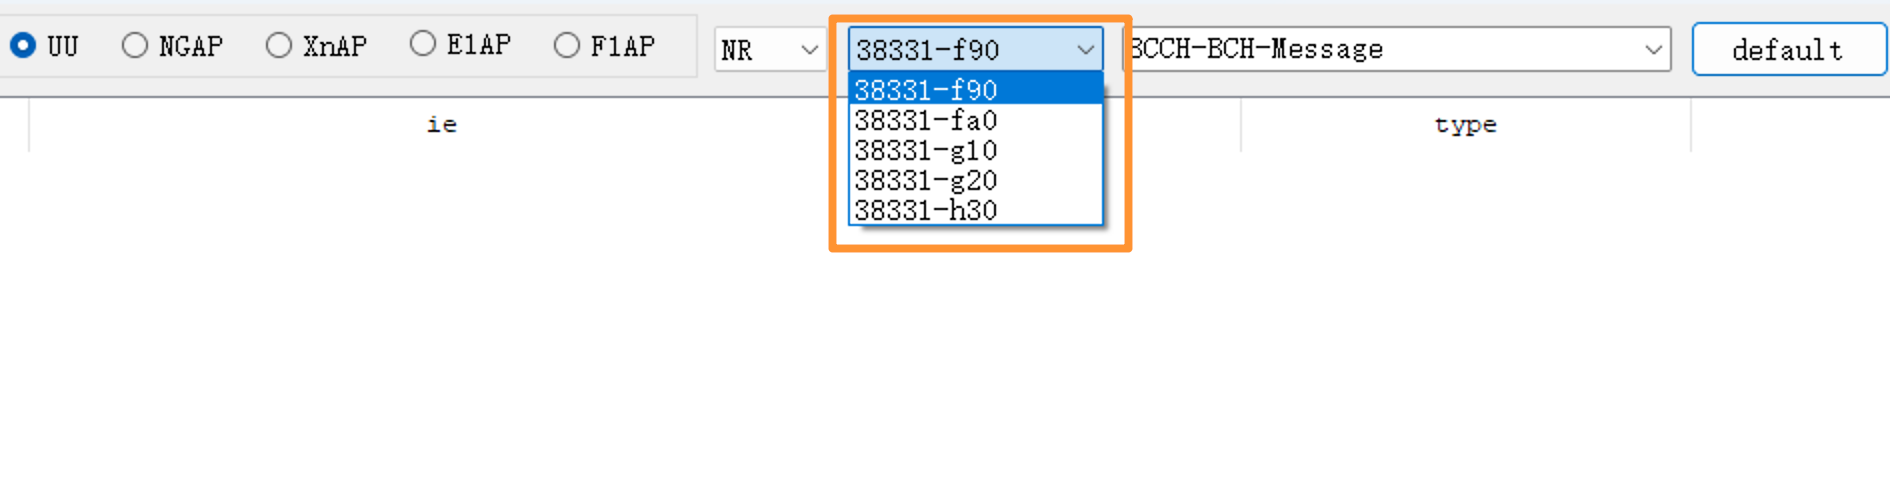 UU NGAP XnAP E1AP F1AP NR 38331-f90 BCCH-BCH-Message default
38331-f90
38331-fa0
38331-g10
38331-g20
38331-h30
ie type